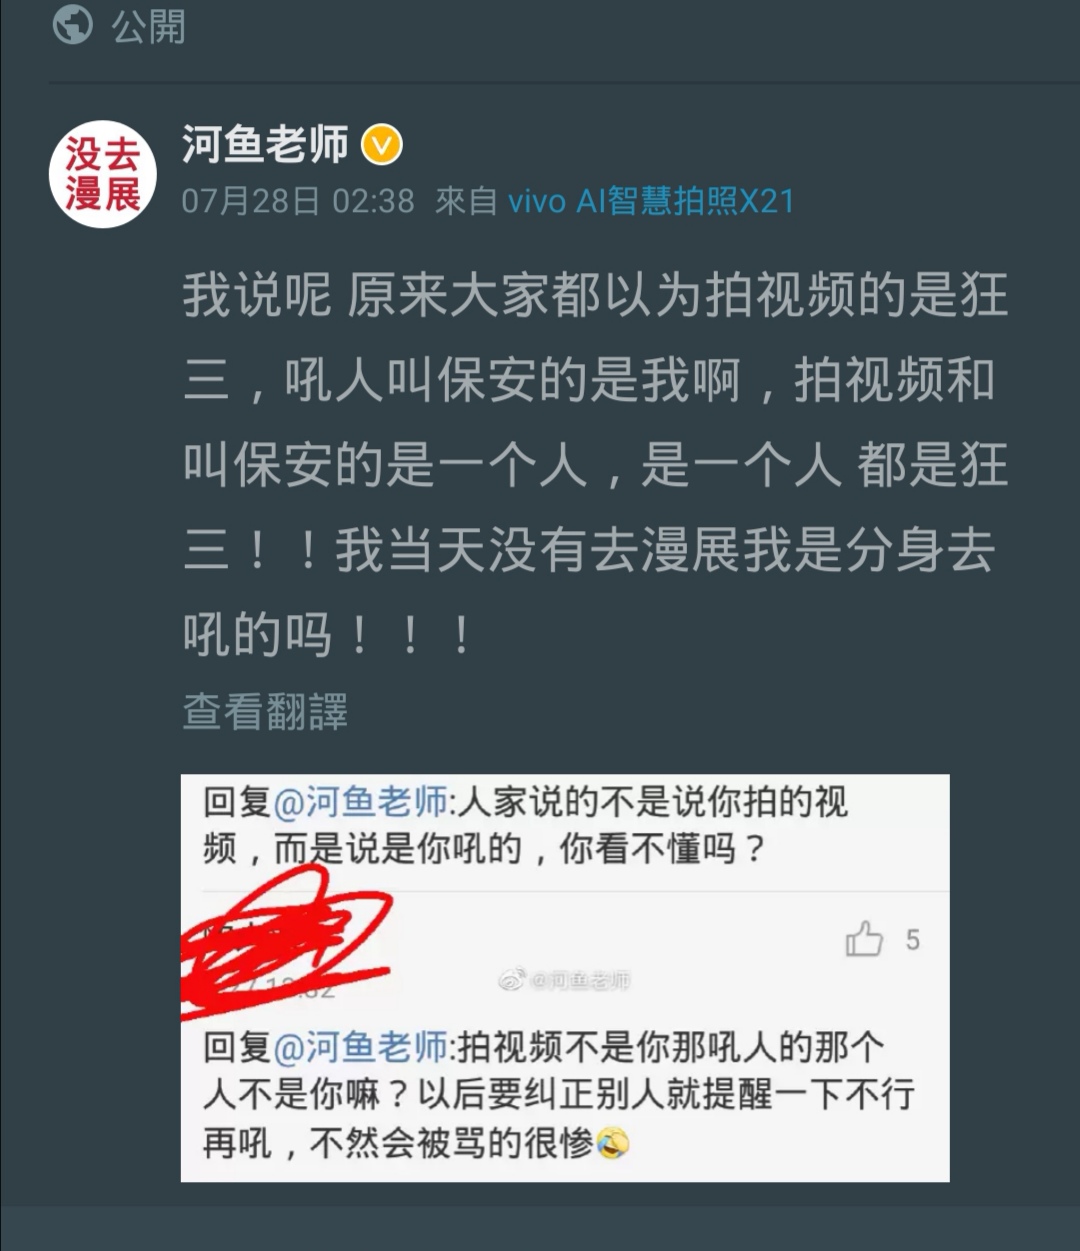 公開
没去
漫展
河鱼老师
07月28日 02:38 來自 vivo AI智慧拍照X21
我说呢 原来大家都以为拍视频的是狂
三，吼人叫保安的是我啊，拍视频和
叫保安的是一个人，是一个人 都是狂
三！！我当天没有去漫展我是分身去
吼的吗！！！
查看翻譯
回复@河鱼老师:人家说的不是说你拍的视
频，而是说是你吼的，你看不懂吗？
5
@河鱼老师
回复@河鱼老师:拍视频不是你那吼人的那个
人不是你嘛？以后要纠正别人就提醒一下不行
再吼，不然会被骂的很惨🤣